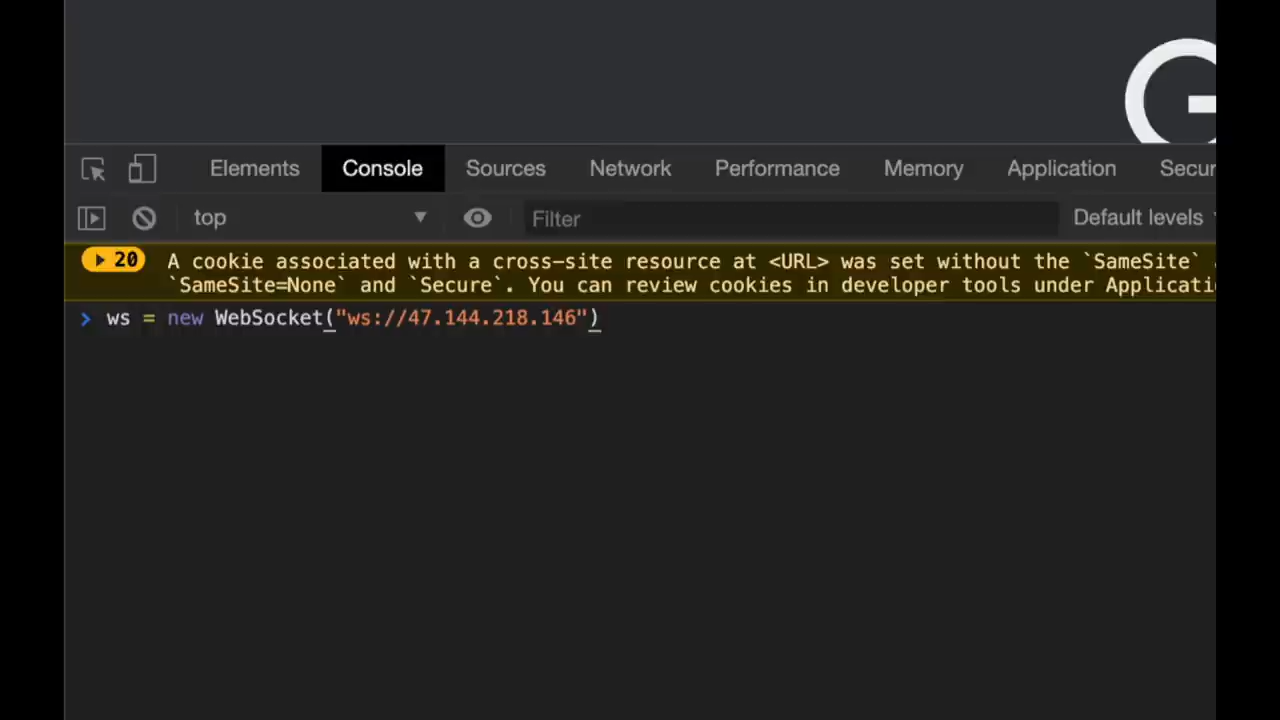 G
Elements Console Sources Network Performance Memory Application Secur
top Filter Default levels
20 A cookie associated with a cross-site resource at <URL> was set without the `SameSite`
`SameSite=None` and `Secure`. You can review cookies in developer tools under Applicati
> ws = new WebSocket("ws://47.144.218.146")